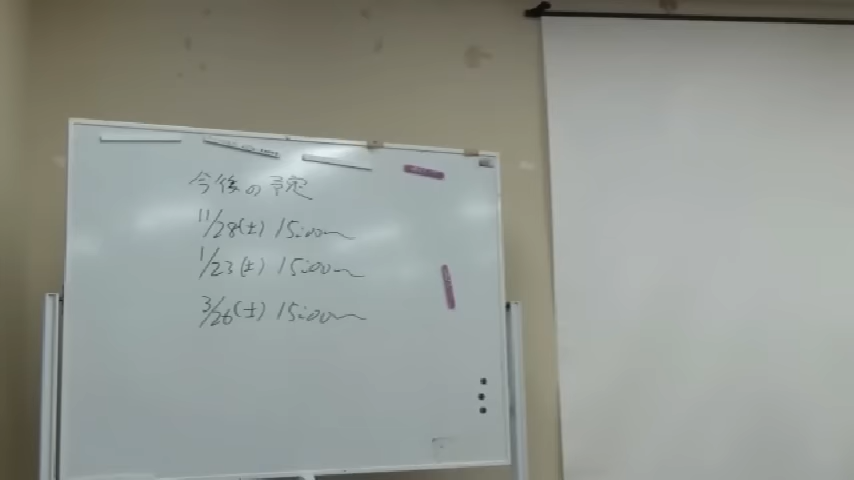 今後の予定
11/28(土) 15:00〜
1/23(土) 15:00〜
3/26(土) 15:00〜